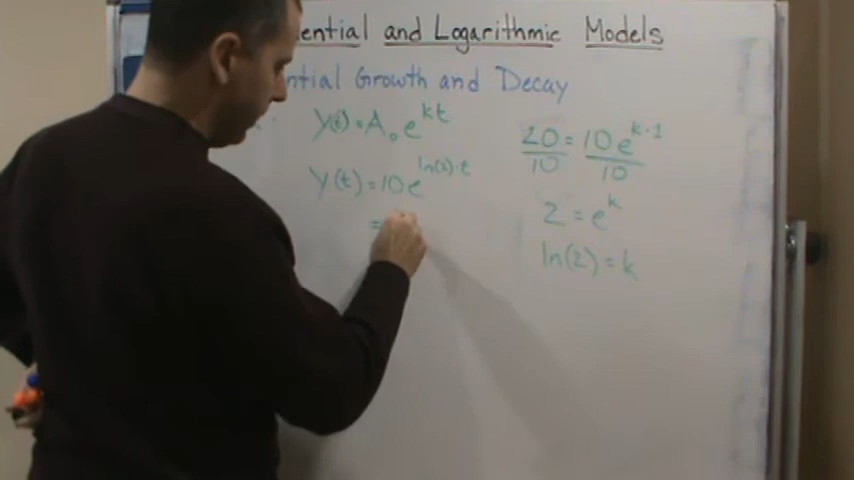 ential and Logarithmic Models
ntial Growth and Decay
Y(t) = A₀e^kt
Y(t) = 10e^ln(2)·t
=
20/10 = 10e^k·1/10
2 = e^k
ln(2) = k